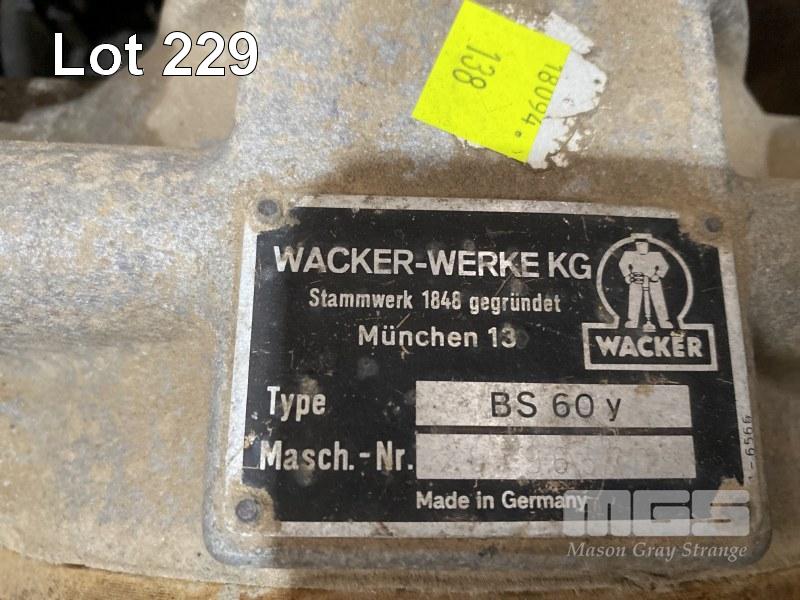 Lot 229
18094.
138
WACKER-WERKE KG
Stammwerk 1848 gegründet
München 13
WACKER
Type BS 60 y
Masch.-Nr.
Made in Germany
MGS
Mason Gray Strange